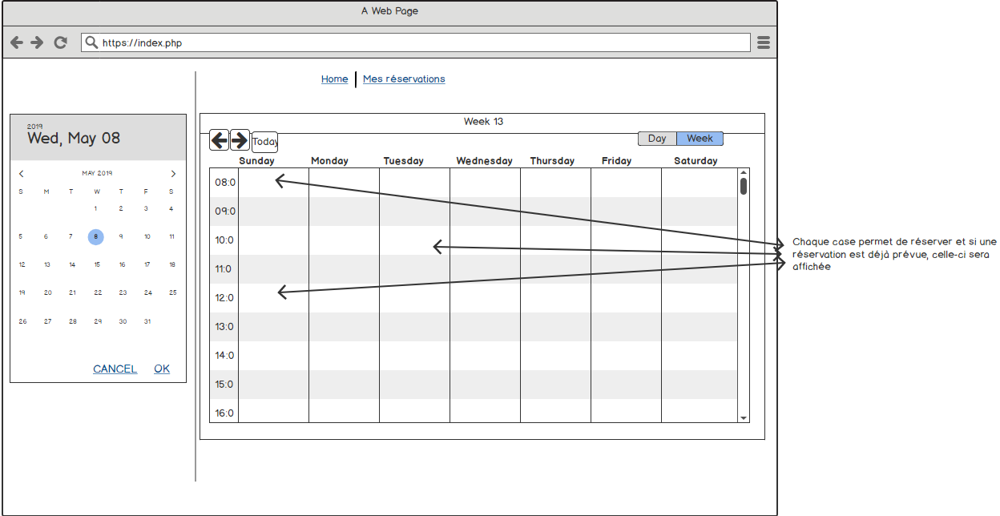 A Web Page
https://index.php
Home
Mes réservations
2019
Wed, May 08
MAY 2019
S M T W T F S
1 2 3 4
5 6 7 8 9 10 11
12 13 14 15 16 17 18
19 20 21 22 23 24 25
26 27 28 29 30 31
CANCEL OK
Week 13
Today
Day Week
Sunday Monday Tuesday Wednesday Thursday Friday Saturday
08:0
09:0
10:0
11:0
12:0
13:0
14:0
15:0
16:0
Chaque case permet de réserver et si une
réservation est déjà prévue, celle-ci sera
affichée